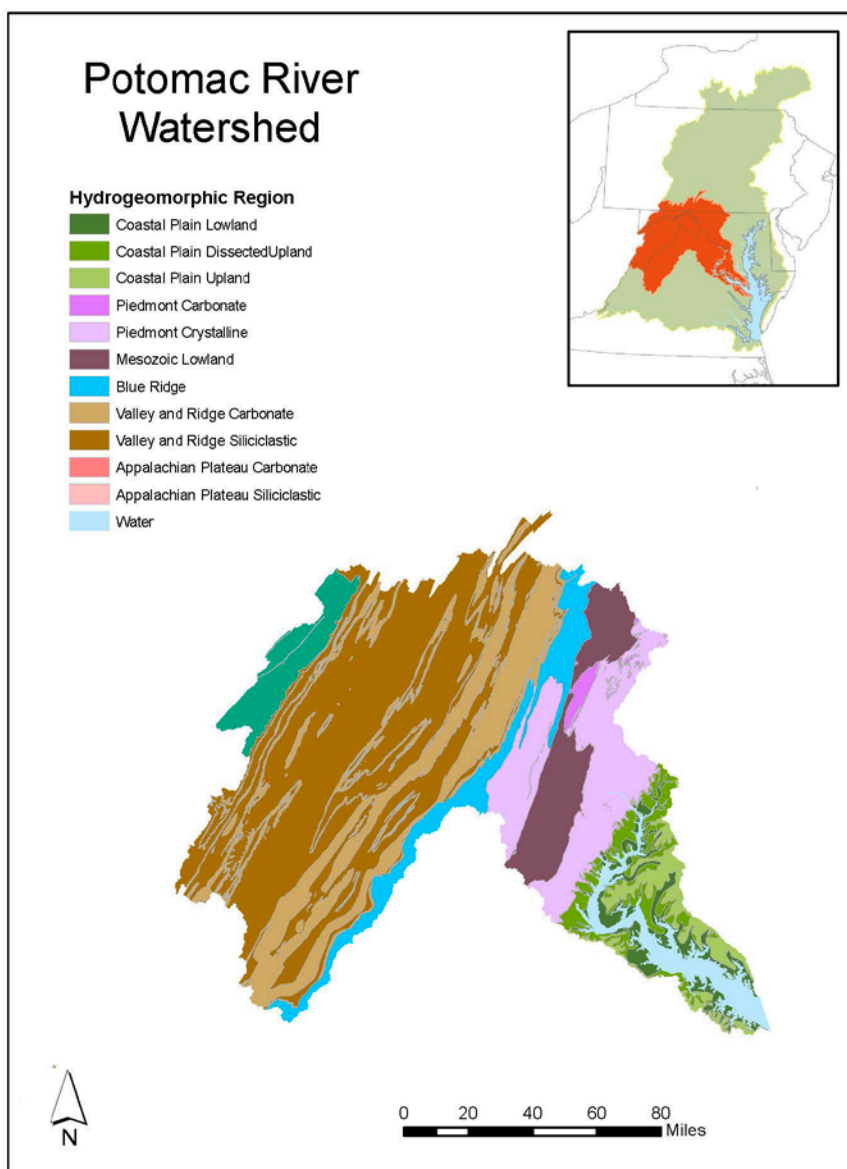 Potomac River
Watershed
Hydrogeomorphic Region
Coastal Plain Lowland
Coastal Plain DissectedUpland
Coastal Plain Upland
Piedmont Carbonate
Piedmont Crystalline
Mesozoic Lowland
Blue Ridge
Valley and Ridge Carbonate
Valley and Ridge Siliciclastic
Appalachian Plateau Carbonate
Appalachian Plateau Siliciclastic
Water
N
0 20 40 60 80
Miles